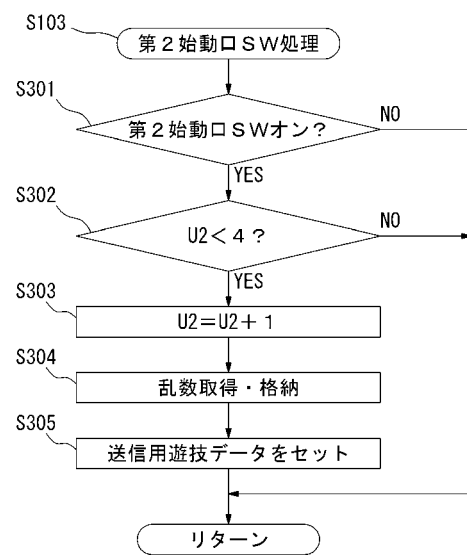 S103
第2始動口SW処理
S301
第2始動口SWオン?
NO
YES
S302
U2<4?
NO
YES
S303
U2=U2+1
S304
乱数取得・格納
S305
送信用遊技データをセット
リターン